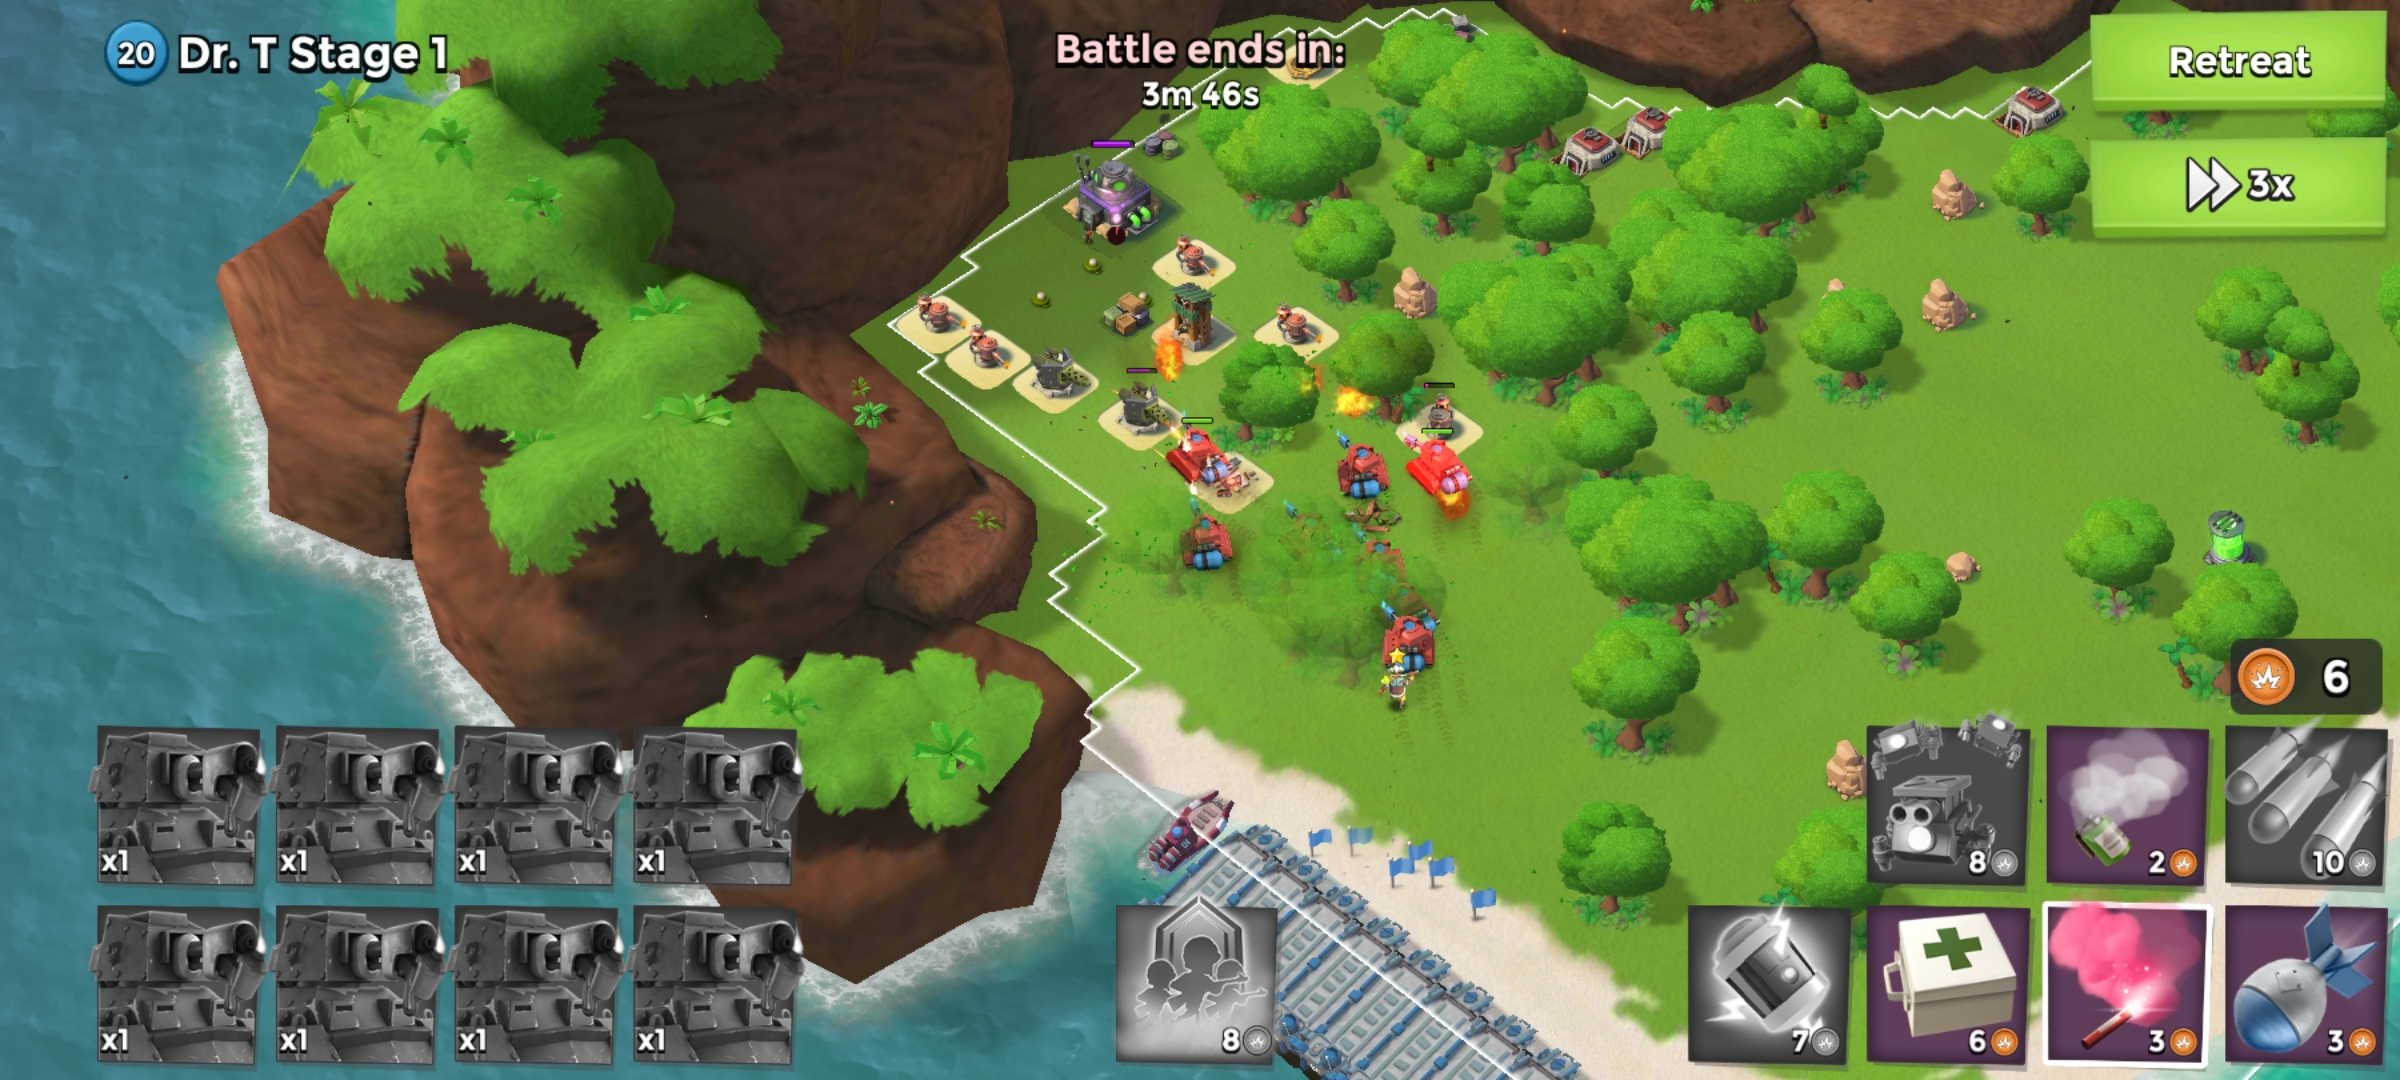 20 Dr. T Stage 1
Battle ends in:
3m 46s
Retreat
3x
6
x1 x1 x1 x1
8 2 10
x1 x1 x1 x1
8 7 6 3 3